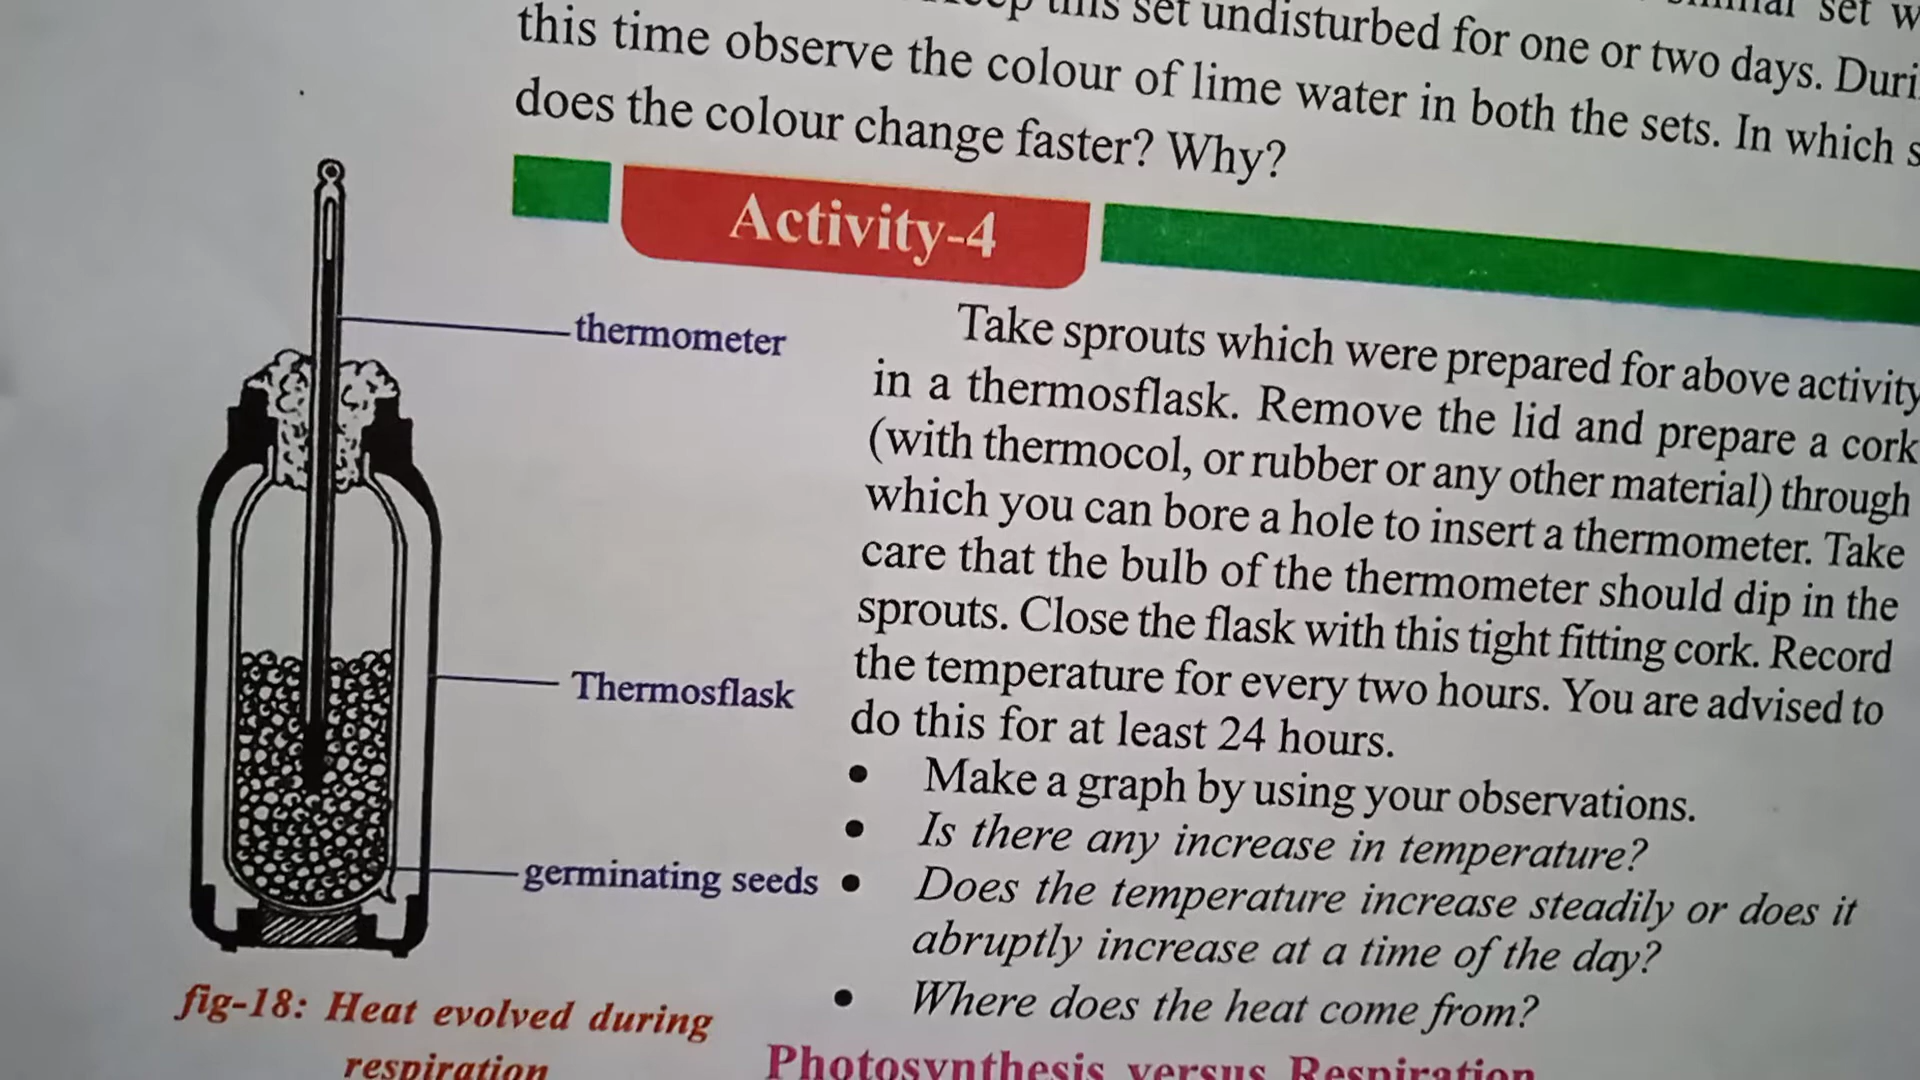 this set undisturbed for one or two days. Duri
this time observe the colour of lime water in both the sets. In which s
does the colour change faster? Why?
Activity-4
thermometer
Thermosflask
germinating seeds
fig-18: Heat evolved during
respiration
Take sprouts which were prepared for above activity
in a thermosflask. Remove the lid and prepare a cork
(with thermocol, or rubber or any other material) through
which you can bore a hole to insert a thermometer. Take
care that the bulb of the thermometer should dip in the
sprouts. Close the flask with this tight fitting cork. Record
the temperature for every two hours. You are advised to
do this for at least 24 hours.
• Make a graph by using your observations.
• Is there any increase in temperature?
• Does the temperature increase steadily or does it
abruptly increase at a time of the day?
• Where does the heat come from?
Photosynthesis versus Respiration